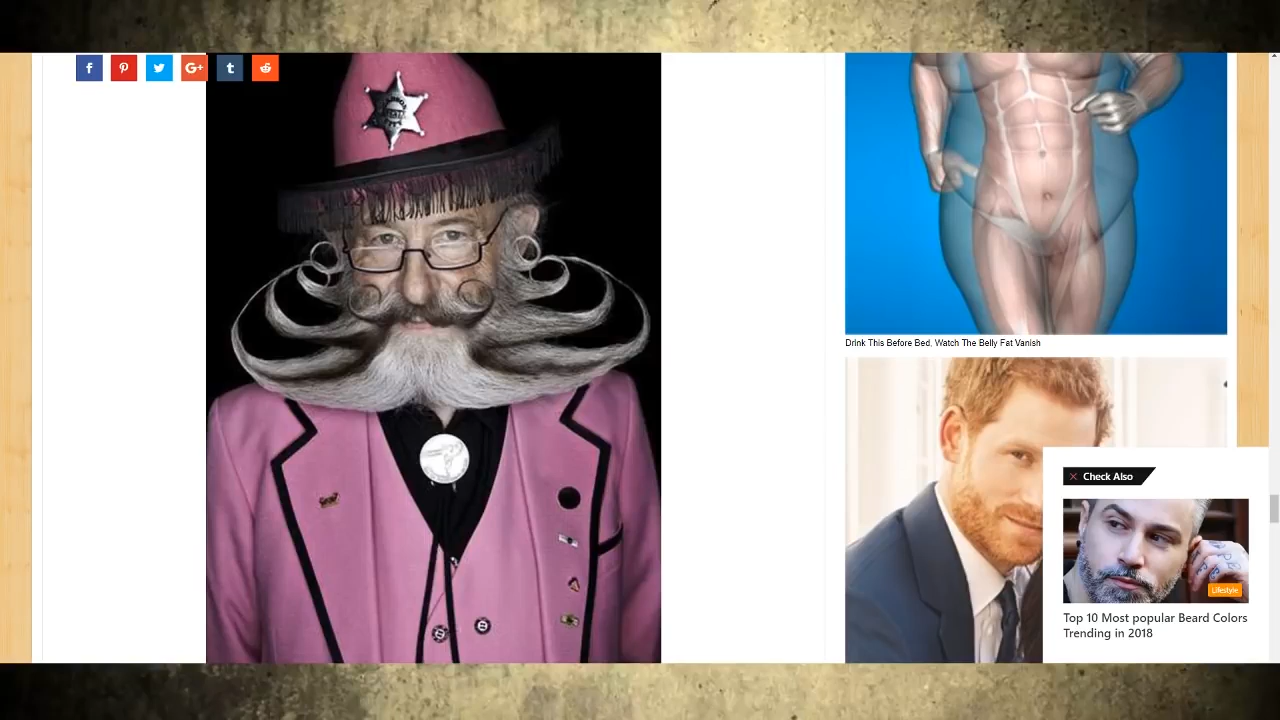 f
G+
t
Drink This Before Bed, Watch The Belly Fat Vanish
Check Also
Lifestyle
Top 10 Most popular Beard Colors
Trending in 2018